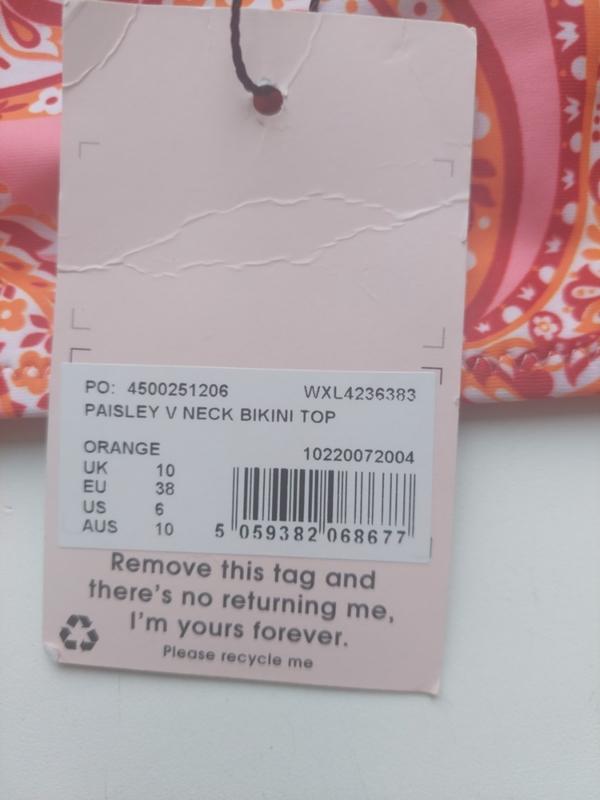 PO: 4500251206 WXL4236383
PAISLEY V NECK BIKINI TOP
ORANGE 10220072004
UK 10
EU 38
US 6
AUS 10
5 059382 068677
Remove this tag and
there's no returning me,
I'm yours forever.
Please recycle me